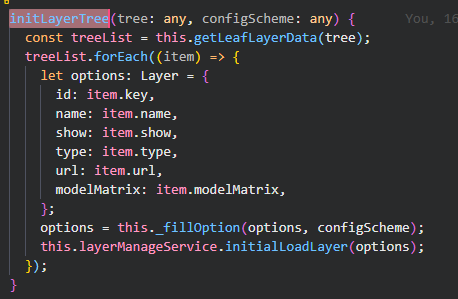 initLayerTree(tree: any, configScheme: any) { You, 16
const treeList = this.getLeafLayerData(tree);
treeList.forEach((item) => {
let options: Layer = {
id: item.key,
name: item.name,
show: item.show,
type: item.type,
url: item.url,
modelMatrix: item.modelMatrix,
};
options = this._fillOption(options, configScheme);
this.layerManageService.initialLoadLayer(options);
});
}